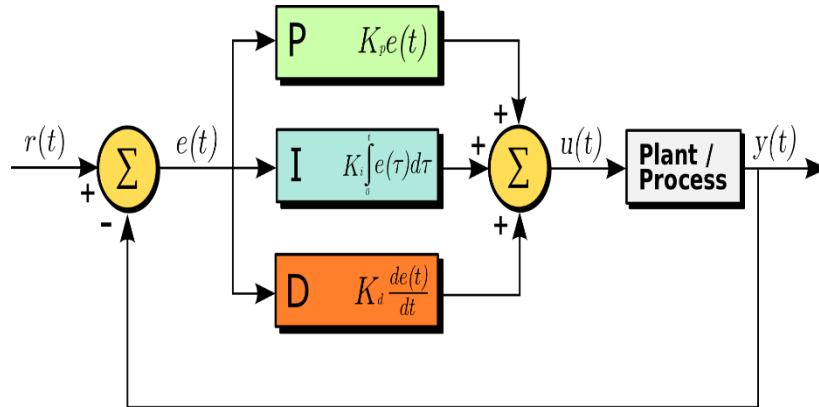 P K_p e(t)
r(t)
+
-
Σ
e(t)
I K_i ∫_0^t e(τ)dτ
D K_d de(t)/dt
+
+
+
Σ
u(t)
Plant /
Process
y(t)